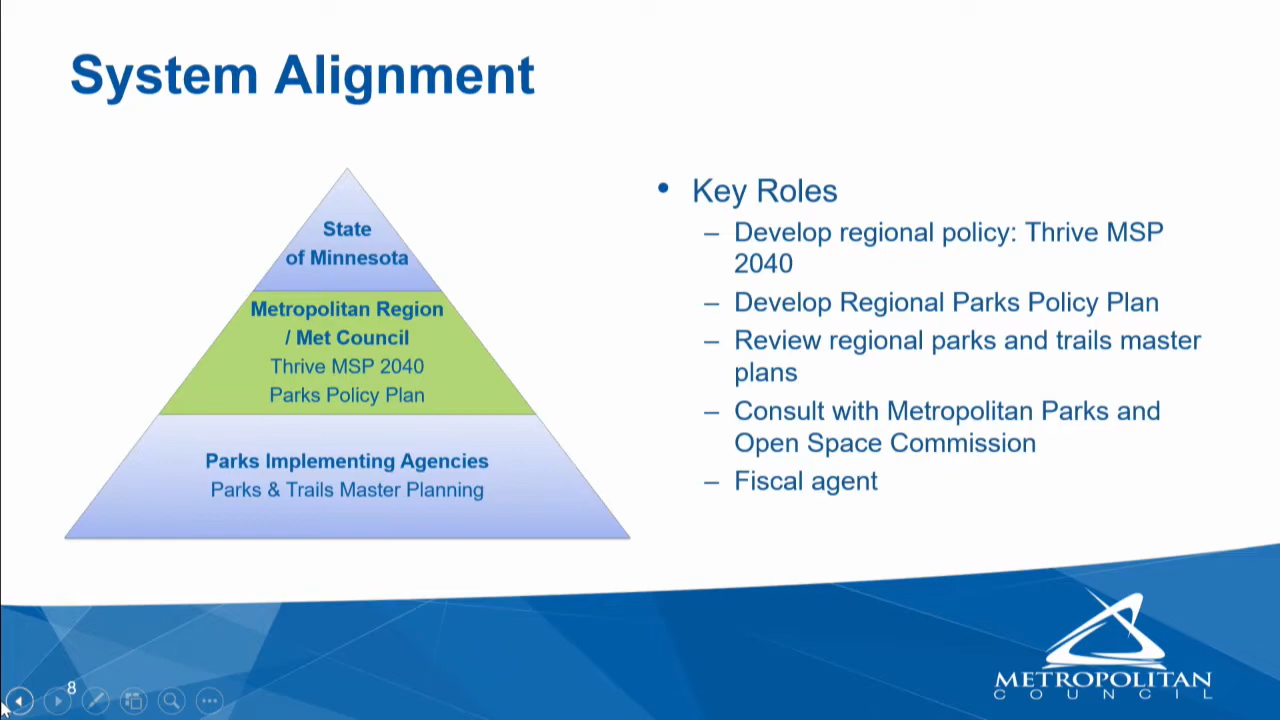 System Alignment
State
of Minnesota
Metropolitan Region
/ Met Council
Thrive MSP 2040
Parks Policy Plan
Parks Implementing Agencies
Parks & Trails Master Planning
• Key Roles
– Develop regional policy: Thrive MSP
2040
– Develop Regional Parks Policy Plan
– Review regional parks and trails master
plans
– Consult with Metropolitan Parks and
Open Space Commission
– Fiscal agent
8
METROPOLITAN
COUNCIL